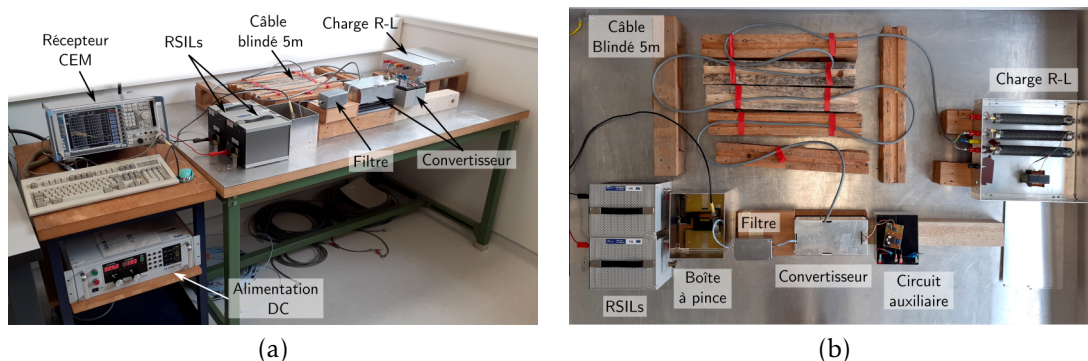 Récepteur
CEM
RSILs
Câble
blindé 5m
Charge R-L
Filtre
Convertisseur
Alimentation
DC
(a)
Câble
Blindé 5m
Charge R-L
Filtre
RSILs
Boîte
à pince
Convertisseur
Circuit
auxiliaire
(b)